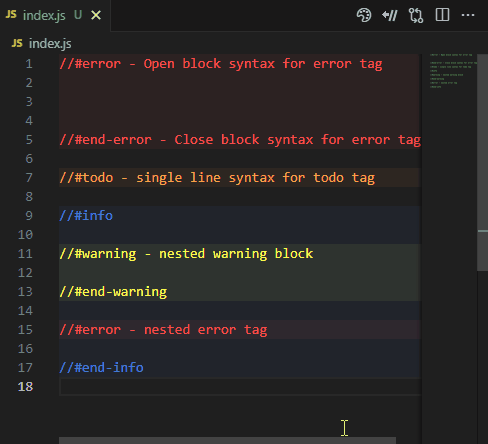 JS index.js U
JS index.js
1 //#error - Open block syntax for error tag
2
3
4
5 //#end-error - Close block syntax for error tag
6
7 //#todo - single line syntax for todo tag
8
9 //#info
10
11 //#warning - nested warning block
12
13 //#end-warning
14
15 //#error - nested error tag
16
17 //#end-info
18